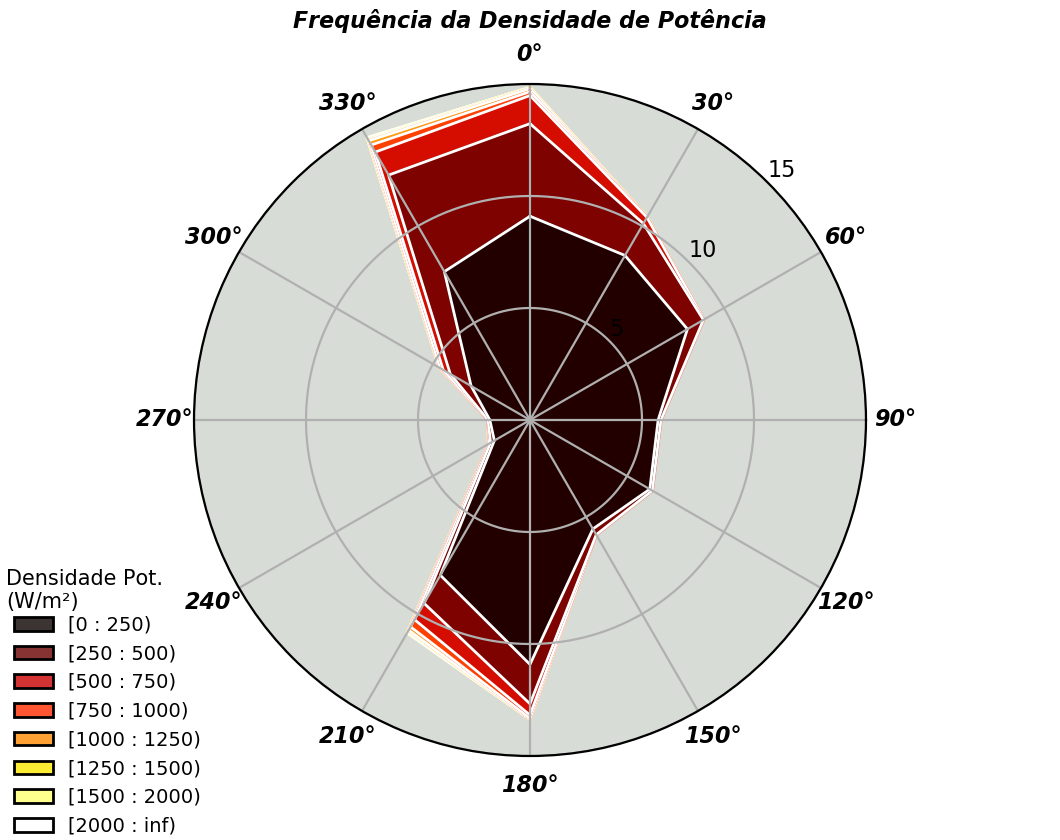 Frequência da Densidade de Potência
0°
330°
30°
15
300°
60°
10
5
270°
90°
Densidade Pot.
(W/m²)
240°
120°
[0 : 250)
[250 : 500)
[500 : 750)
[750 : 1000)
210°
150°
[1000 : 1250)
[1250 : 1500)
180°
[1500 : 2000)
[2000 : inf)